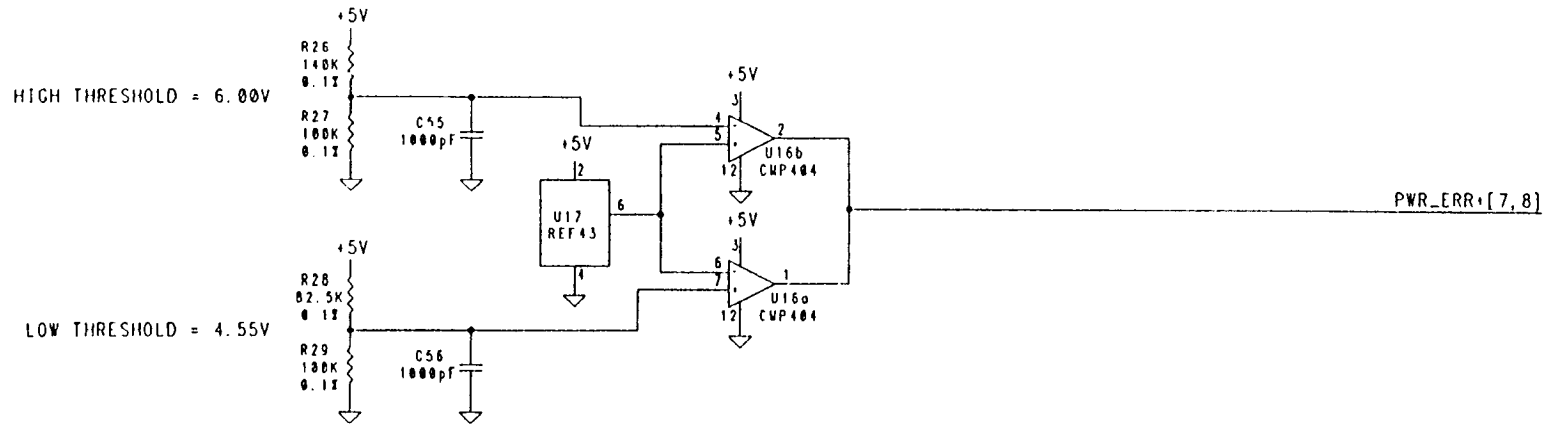 +5V
R26
140K
0.1%
HIGH THRESHOLD = 6.00V
R27
100K
0.1%
C55
1000pF
+5V
3
4
-
5
+
2
12
U16b
CMP404
+5V
2
U17
REF43
6
4
PWR_ERR*[7,8]
+5V
3
6
-
7
+
1
12
U16a
CMP404
+5V
R28
82.5K
0.1%
LOW THRESHOLD = 4.55V
R29
100K
0.1%
C56
1000pF